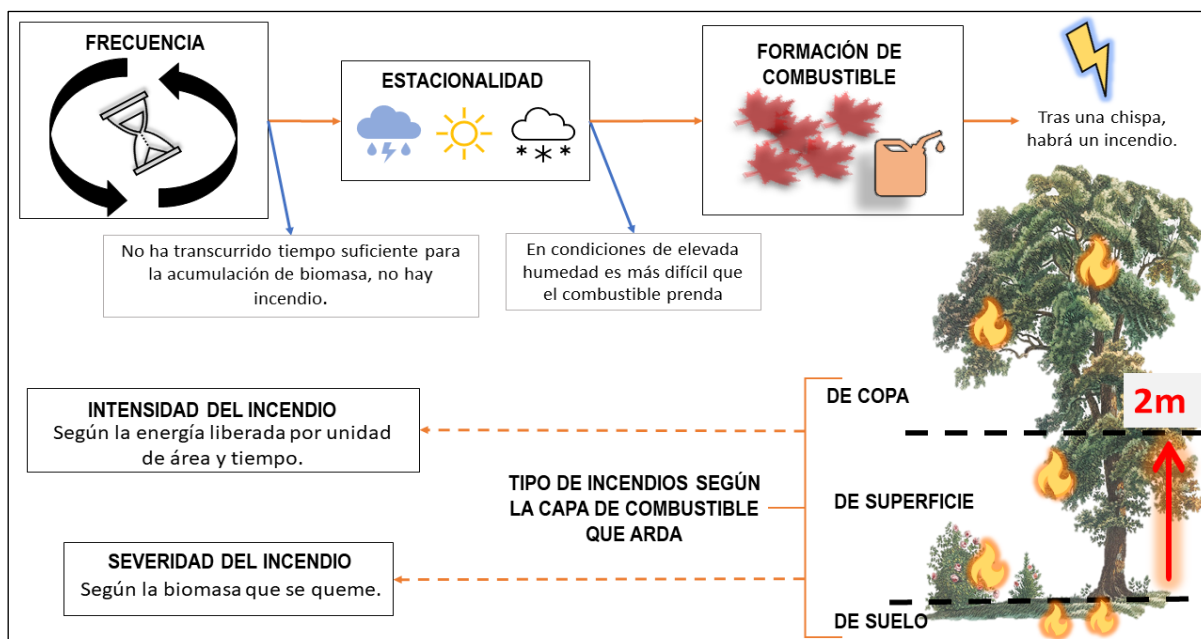 FRECUENCIA
ESTACIONALIDAD
FORMACIÓN DE
COMBUSTIBLE
Tras una chispa,
habrá un incendio.
No ha transcurrido tiempo suficiente para
la acumulación de biomasa, no hay
incendio.
En condiciones de elevada
humedad es más difícil que
el combustible prenda
INTENSIDAD DEL INCENDIO
Según la energía liberada por unidad
de área y tiempo.
SEVERIDAD DEL INCENDIO
Según la biomasa que se queme.
TIPO DE INCENDIOS SEGÚN
LA CAPA DE COMBUSTIBLE
QUE ARDA
DE COPA
2m
DE SUPERFICIE
DE SUELO